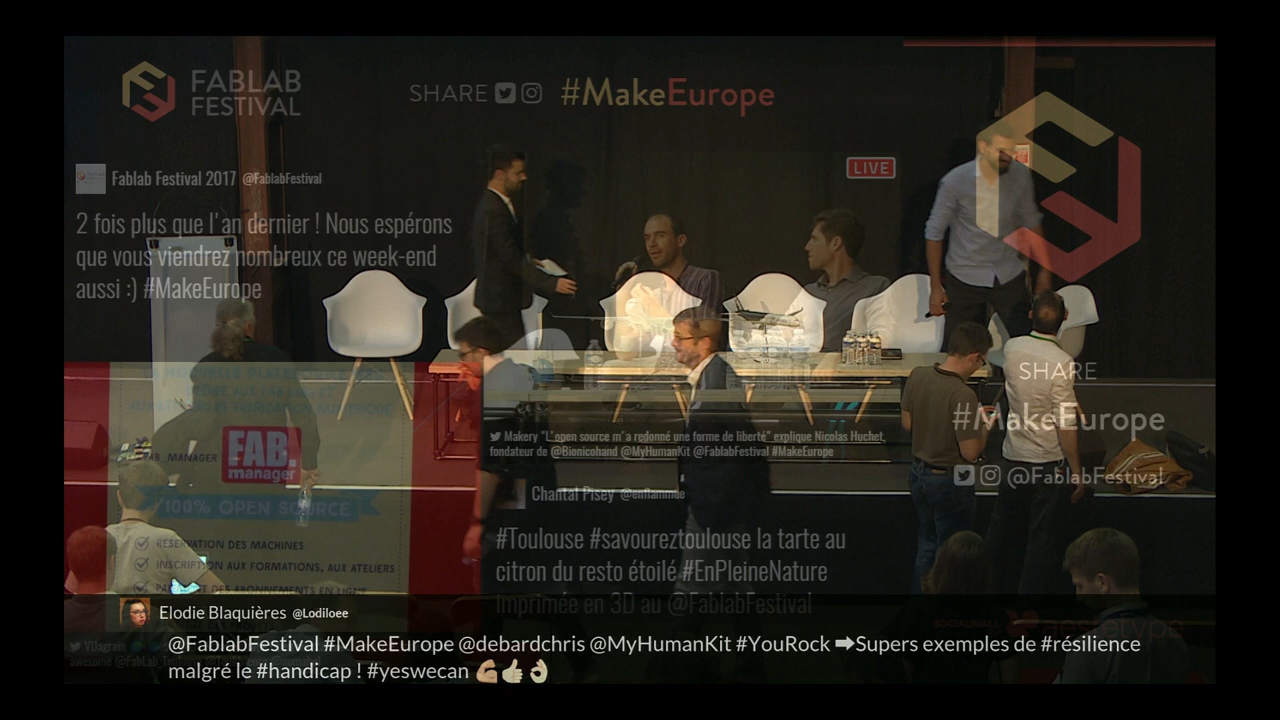 FABLAB
FESTIVAL
SHARE
#MakeEurope
LIVE
Fablab Festival 2017 @FablabFestival
2 fois plus que l'an dernier ! Nous espérons
que vous viendrez nombreux ce week-end
aussi :) #MakeEurope
SHARE
#MakeEurope
@FablabFestival
FAB_MANAGER
FAB.
manager
100% OPEN SOURCE
RÉSERVATION DES MACHINES
INSCRIPTION AUX FORMATIONS, AUX ATELIERS
Makery "L'open source m'a redonné une forme de liberté" explique Nicolas Huchet,
fondateur de @Bionicohand @MyHumanKit @FablabFestival #MakeEurope
Chantal Pisey @enflammee
#Toulouse #savoureztoulouse la tarte au
citron du resto étoilé #EnPleineNature
imprimée en 3D au @FablabFestival
Elodie Blaquières @Lodiloee
@FablabFestival #MakeEurope @debardchris @MyHumanKit #YouRock ➡Supers exemples de #résilience
malgré le #handicap ! #yeswecan 💪👍👌